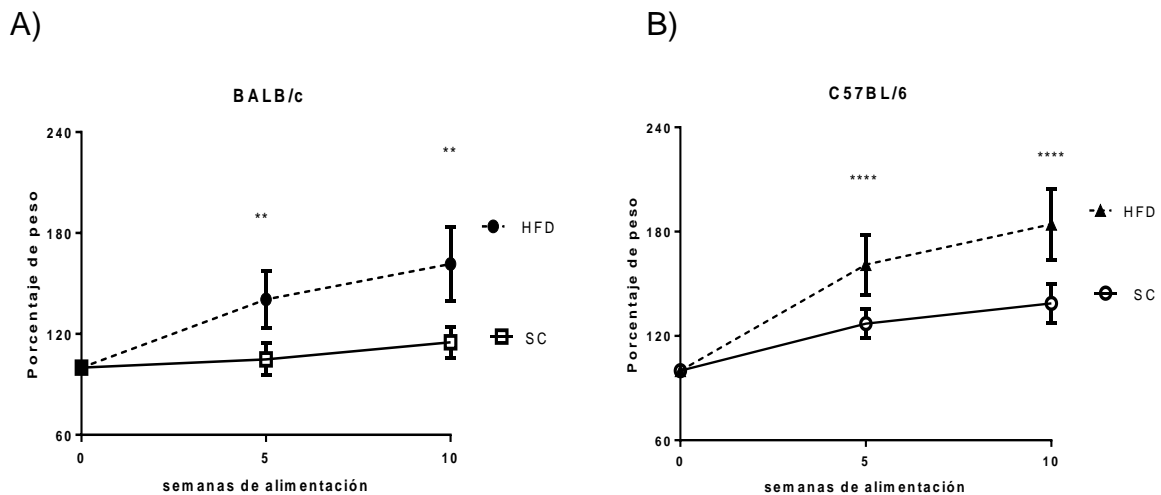 A)
BALB/c
Porcentaje de peso
240
180
120
60
**
**
HFD
SC
0
5
10
semanas de alimentación
B)
C57BL/6
Porcentaje de peso
240
180
120
60
****
****
HFD
SC
0
5
10
semanas de alimentación